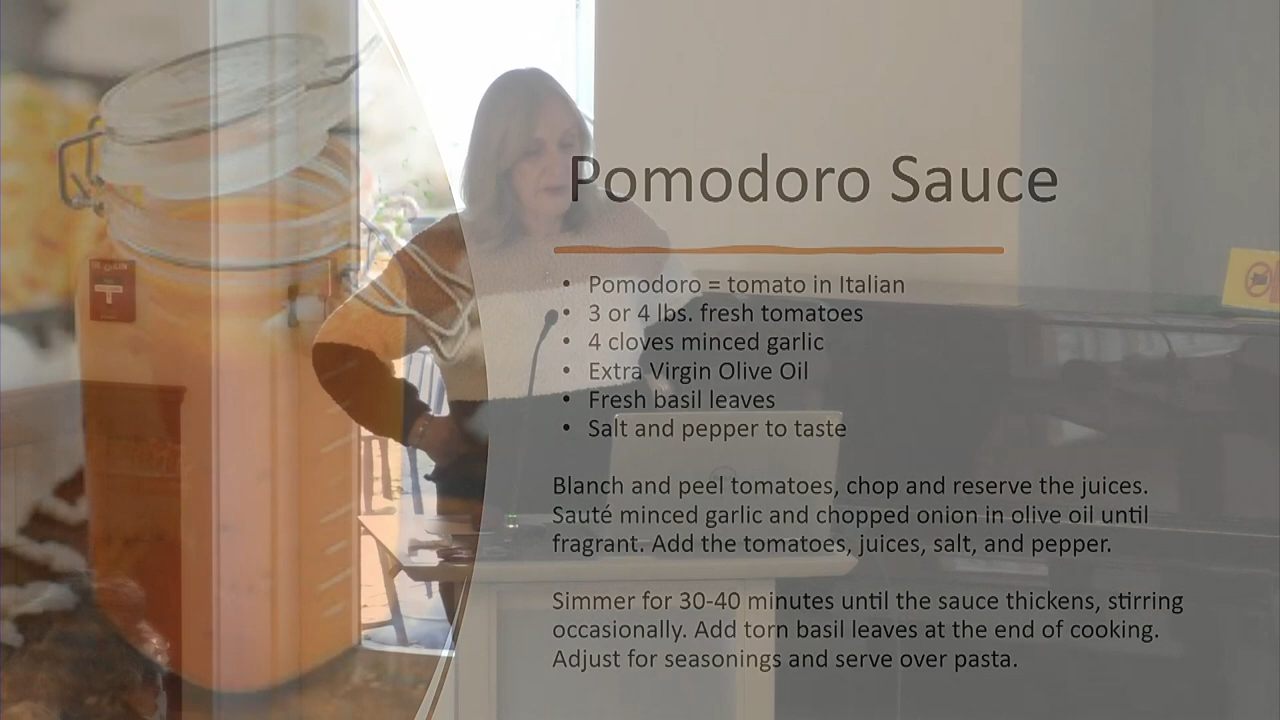 Pomodoro Sauce
• Pomodoro = tomato in Italian
• 3 or 4 lbs. fresh tomatoes
• 4 cloves minced garlic
• Extra Virgin Olive Oil
• Fresh basil leaves
• Salt and pepper to taste
Blanch and peel tomatoes, chop and reserve the juices.
Sauté minced garlic and chopped onion in olive oil until
fragrant. Add the tomatoes, juices, salt, and pepper.
Simmer for 30-40 minutes until the sauce thickens, stirring
occasionally. Add torn basil leaves at the end of cooking.
Adjust for seasonings and serve over pasta.